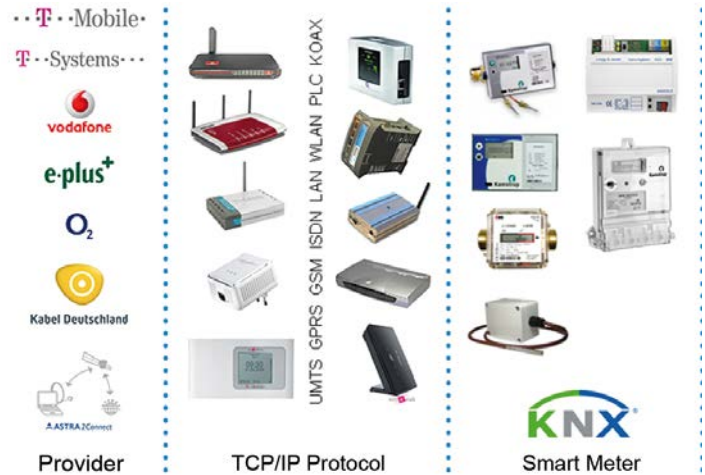 ··T··Mobile·
T··Systems···
vodafone
e·plus+
O2
Kabel Deutschland
ASTRA2Connect
Provider
UMTS GPRS GSM ISDN LAN WLAN PLC KOAX
TCP/IP Protocol
Kamstrup
KNX®
Smart Meter